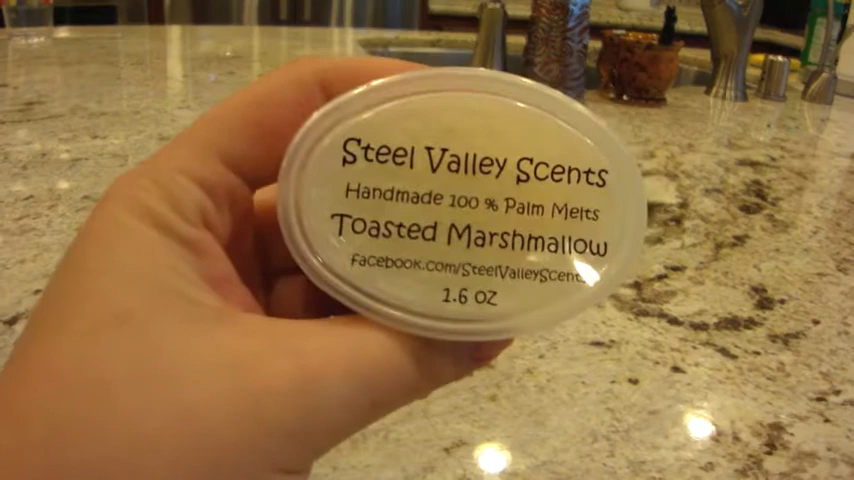 Steel Valley Scents
Handmade 100 % Palm Melts
Toasted Marshmallow
Facebook.com/SteelValleyScents
1.6 oz